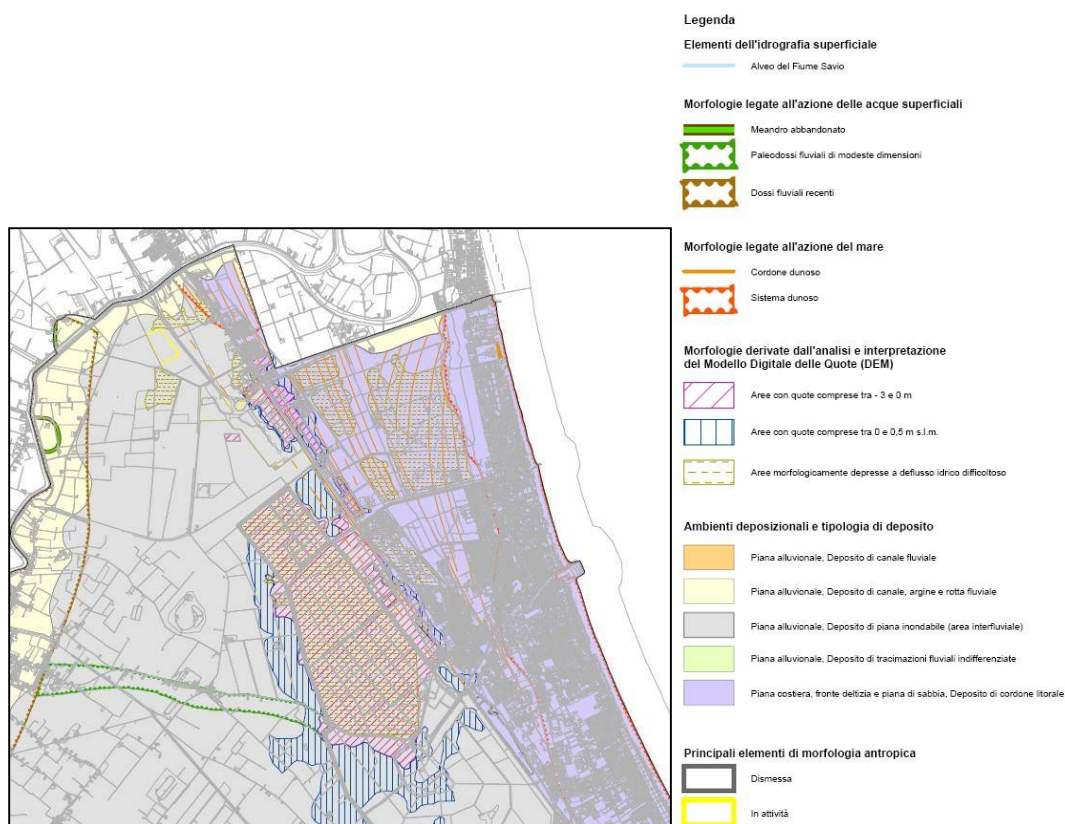 Legenda
Elementi dell'idrografia superficiale
Alveo del Fiume Savio
Morfologie legate all'azione delle acque superficiali
Meandro abbandonato
Paleodossi fluviali di modeste dimensioni
Dossi fluviali recenti
Morfologie legate all'azione del mare
Cordone dunoso
Sistema dunoso
Morfologie derivate dall'analisi e interpretazione
del Modello Digitale delle Quote (DEM)
Aree con quote comprese tra - 3 e 0 m
Aree con quote comprese tra 0 e 0,5 m s.l.m.
Aree morfologicamente depresse a deflusso idrico difficoltoso
Ambienti deposizionali e tipologia di deposito
Piana alluvionale, Deposito di canale fluviale
Piana alluvionale, Deposito di canale, argine e rotta fluviale
Piana alluvionale, Deposito di piana inondabile (area interfluviale)
Piana alluvionale, Deposito di tracimazioni fluviali indifferenziate
Piana costiera, fronte deltizia e piana di sabbia, Deposito di cordone litorale
Principali elementi di morfologia antropica
Dismessa
In attività